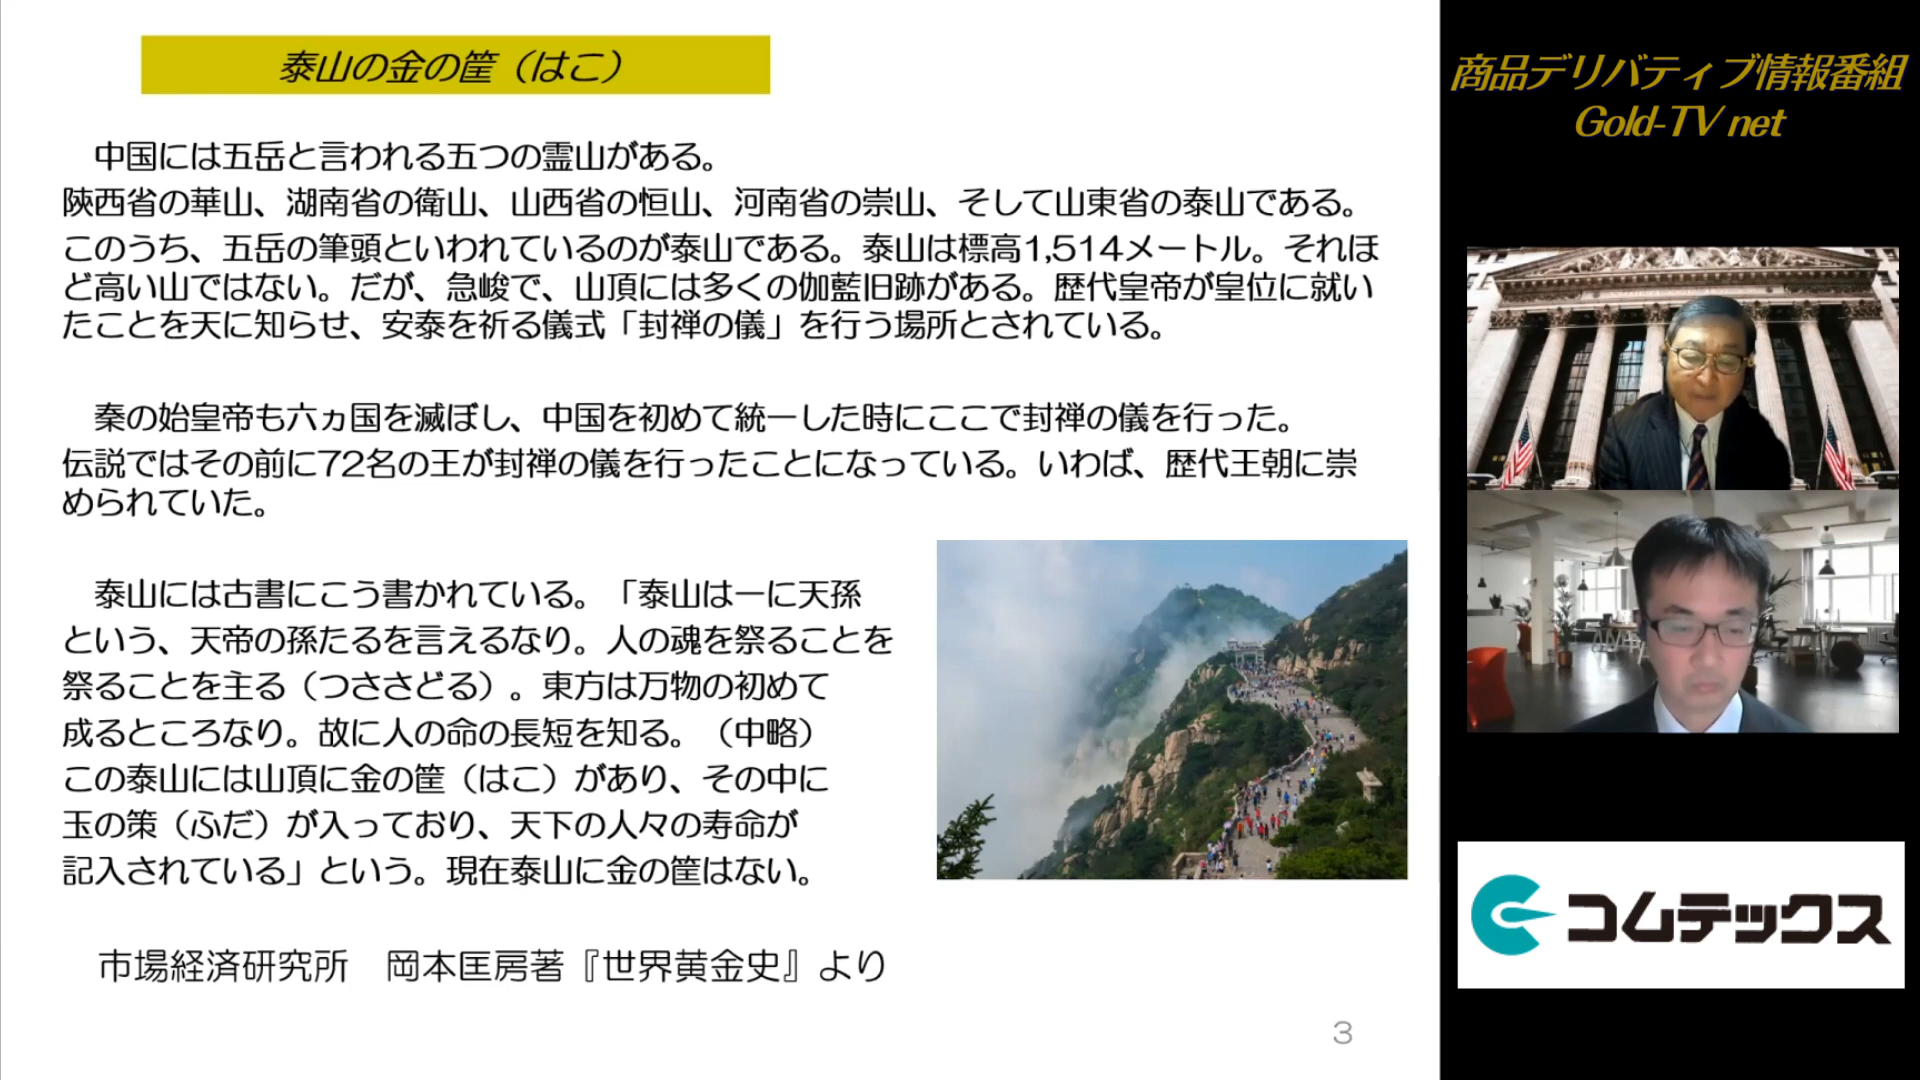 泰山の金の筐（はこ）
中国には五岳と言われる五つの霊山がある。
陝西省の華山、湖南省の衛山、山西省の恒山、河南省の崇山、そして山東省の泰山である。
このうち、五岳の筆頭といわれているのが泰山である。泰山は標高1,514メートル。それほ
ど高い山ではない。だが、急峻で、山頂には多くの伽藍旧跡がある。歴代皇帝が皇位に就い
たことを天に知らせ、安泰を祈る儀式「封禅の儀」を行う場所とされている。
秦の始皇帝も六ヵ国を滅ぼし、中国を初めて統一した時にここで封禅の儀を行った。
伝説ではその前に72名の王が封禅の儀を行ったことになっている。いわば、歴代王朝に崇
められていた。
泰山には古書にこう書かれている。「泰山は一に天孫
という、天帝の孫たるを言えるなり。人の魂を祭ることを
祭ることを主る（つささどる）。東方は万物の初めて
成るところなり。故に人の命の長短を知る。（中略）
この泰山には山頂に金の筐（はこ）があり、その中に
玉の策（ふだ）が入っており、天下の人々の寿命が
記入されている」という。現在泰山に金の筐はない。
市場経済研究所　岡本匡房著『世界黄金史』より
3
商品デリバティブ情報番組
Gold-TV net
コムテックス